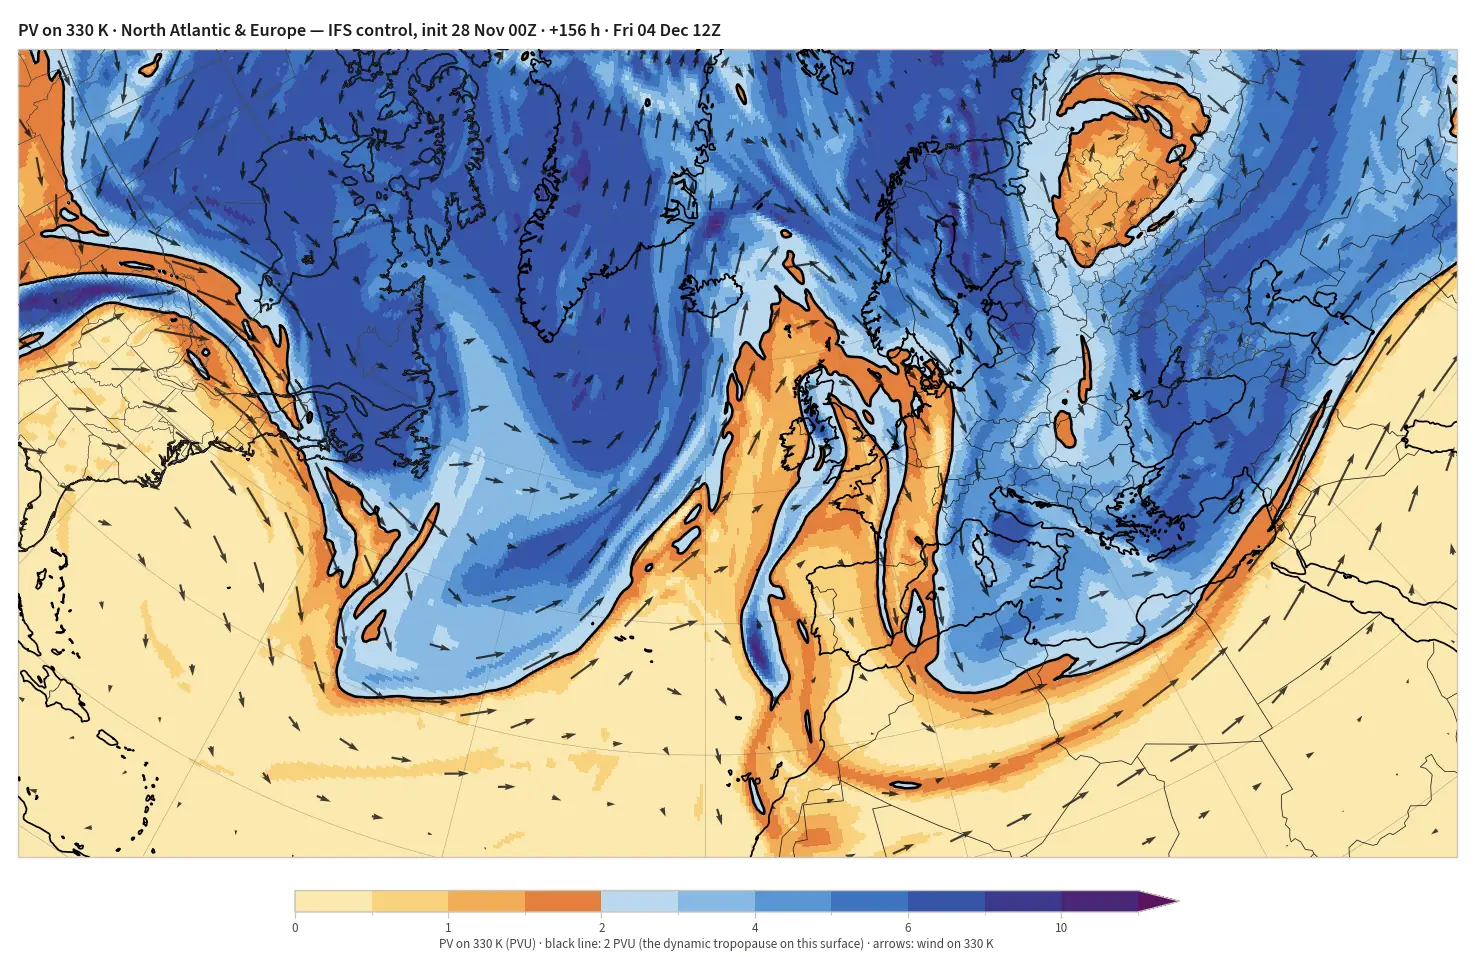 PV on 330 K · North Atlantic & Europe — IFS control, init 28 Nov 00Z · +156 h · Fri 04 Dec 12Z
0 1 2 4 6 10
PV on 330 K (PVU) · black line: 2 PVU (the dynamic tropopause on this surface) · arrows: wind on 330 K